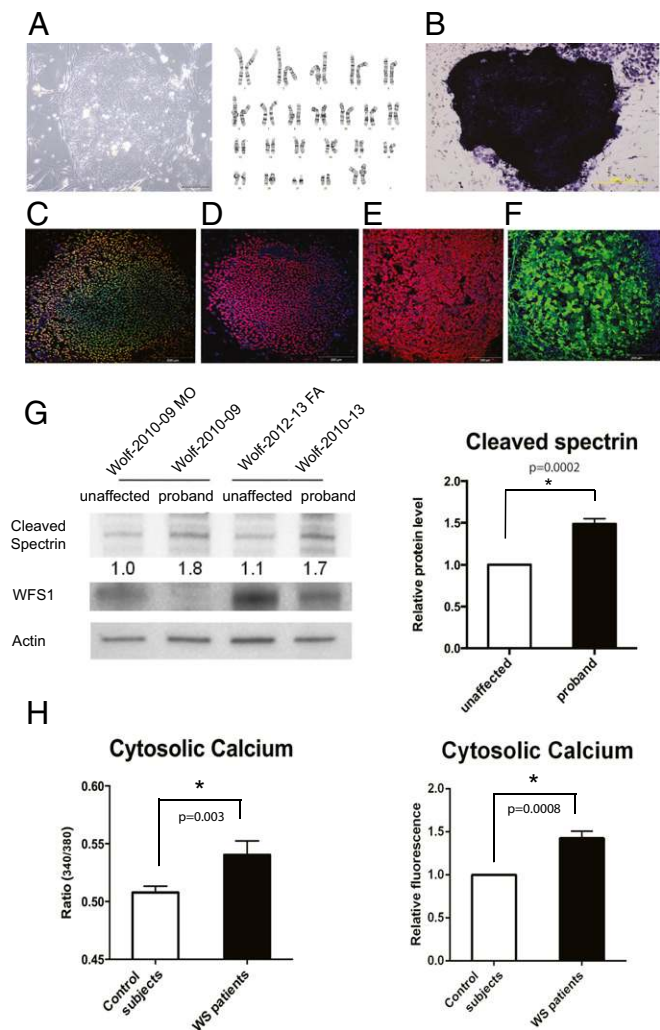 A
B
C
D
E
F
G
Wolf-2010-09 MO
Wolf-2010-09
Wolf-2012-13 FA
Wolf-2010-13
unaffected
proband
unaffected
proband
Cleaved
Spectrin
1.0 1.8 1.1 1.7
WFS1
Actin
Cleaved spectrin
p=0.0002
*
Relative protein level
2.0
1.5
1.0
0.5
0.0
unaffected
proband
H
Cytosolic Calcium
*
p=0.003
Ratio (340/380)
0.60
0.55
0.50
0.45
Control
subjects
WS patients
Cytosolic Calcium
*
p=0.0008
Relative fluorescence
2.0
1.5
1.0
0.5
0.0
Control
subjects
WS patients